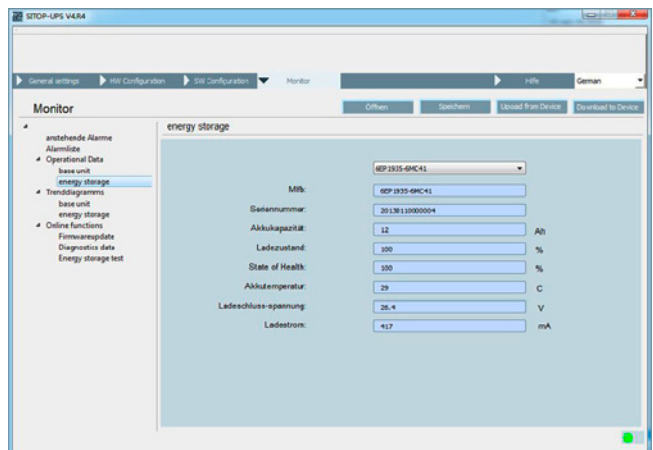 SITOP-UPS V4.R4
General settings HW Configuration SW Configuration Monitor Hilfe German
Monitor Öffnen Speichern Upoad from Device Download to Device
energy storage
anstehende Alarme
Alarmliste
Operational Data
base unit
energy storage
Trenddiagramms
base unit
energy storage
Online functions
Firmwareupdate
Diagnostics data
Energy storage test
6EP1935-6MC41
Mlfb: 6EP1935-6MC41
Seriennummer: 20130110000004
Akkukapazität: 12 Ah
Ladezustand: 100 %
State of Health: 100 %
Akkutemperatur: 29 C
Ladeschluss-spannung: 26.4 V
Ladestrom: 417 mA